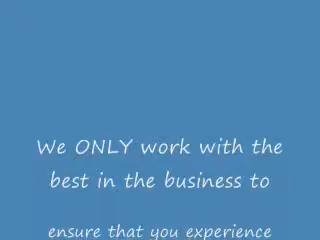 We ONLY work with the
best in the business to
ensure that you experience